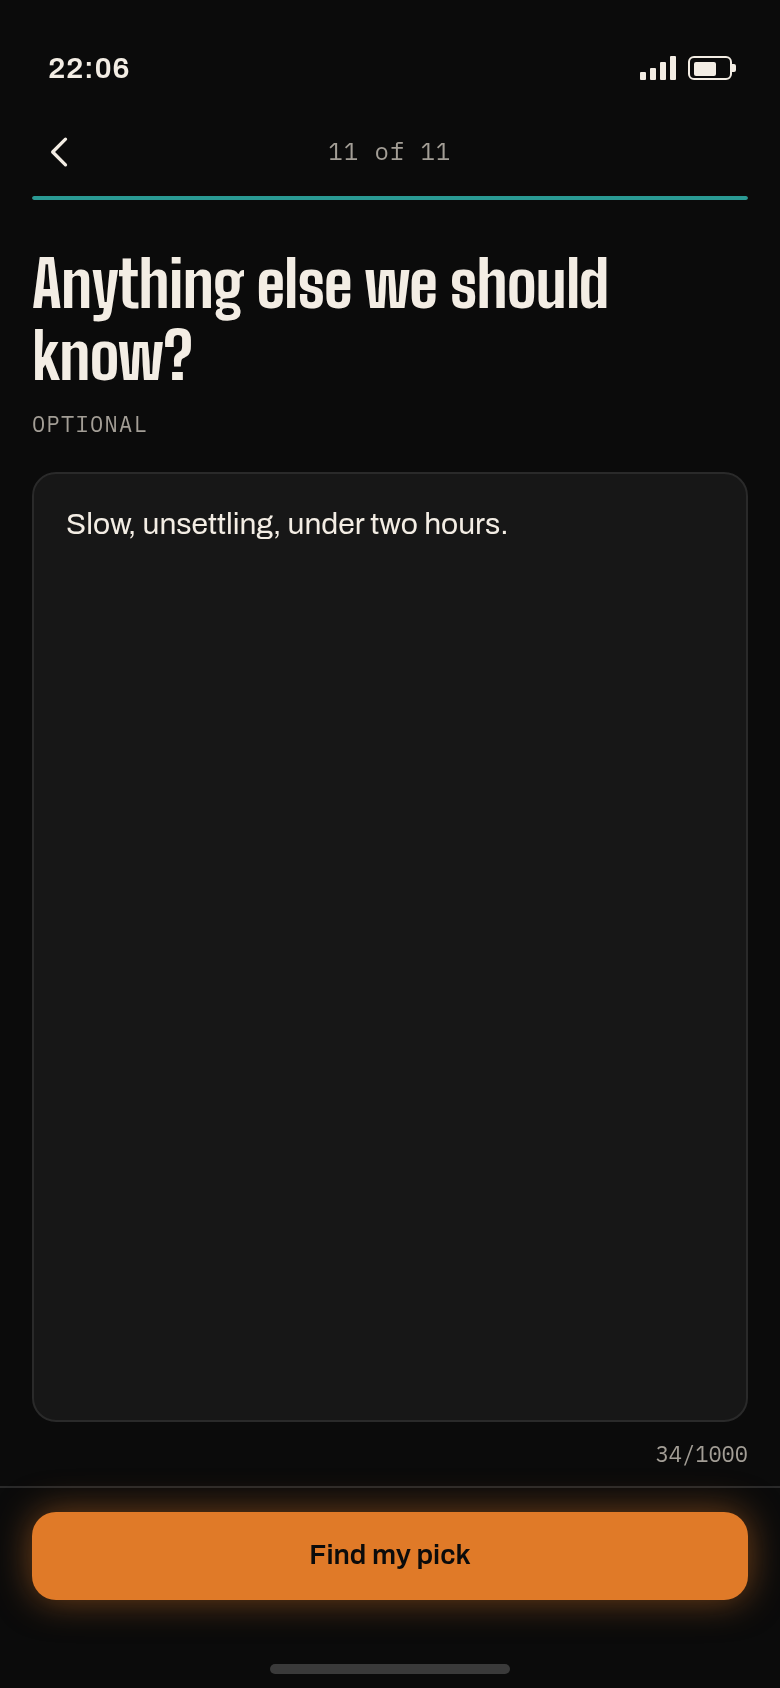 22:06
11 of 11
Anything else we should
know?
OPTIONAL
Slow, unsettling, under two hours.
34/1000
Find my pick